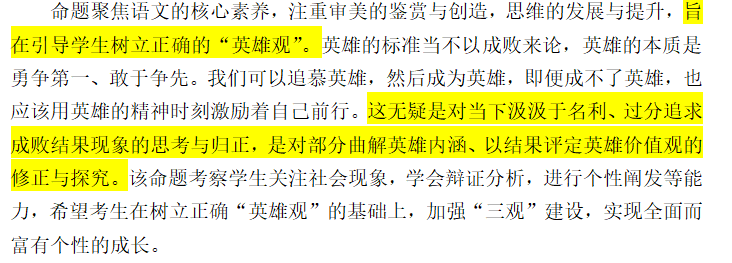 命题聚焦语文的核心素养，注重审美的鉴赏与创造，思维的发展与提升，旨
在引导学生树立正确的“英雄观”。英雄的标准当不以成败来论，英雄的本质是
勇争第一、敢于争先。我们可以追慕英雄，然后成为英雄，即便成不了英雄，也
应该用英雄的精神时刻激励着自己前行。这无疑是对当下汲汲于名利、过分追求
成败结果现象的思考与归正，是对部分曲解英雄内涵、以结果评定英雄价值观的
修正与探究。该命题考察学生关注社会现象，学会辩证分析，进行个性阐发等能
力，希望考生在树立正确“英雄观”的基础上，加强“三观”建设，实现全面而
富有个性的成长。